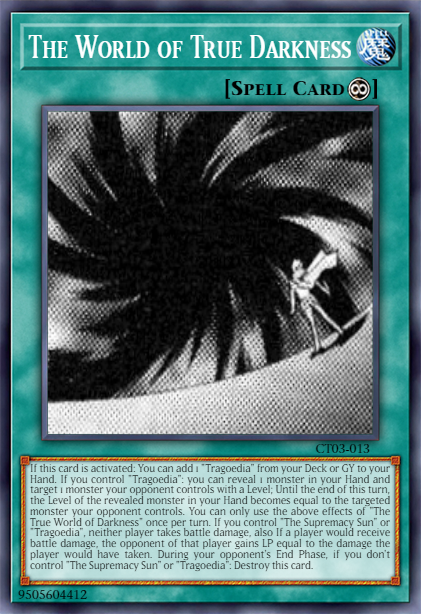 THE WORLD OF TRUE DARKNESS 魔
[SPELL CARD ]
CT03-013
If this card is activated: You can add 1 "Tragoedia" from your Deck or GY to your
Hand. If you control "Tragoedia": you can reveal 1 monster in your Hand and
target 1 monster your opponent controls with a Level; Until the end of this turn,
the Level of the revealed monster in your Hand becomes equal to the targeted
monster your opponent controls. You can only use the above effects of "The
True World of Darkness" once per turn. If you control "The Supremacy Sun" or
"Tragoedia", neither player takes battle damage, also If a player would receive
battle damage, the opponent of that player gains LP equal to the damage the
player would have taken. During your opponent's End Phase, if you don't
control "The Supremacy Sun" or "Tragoedia": Destroy this card.
9505604412